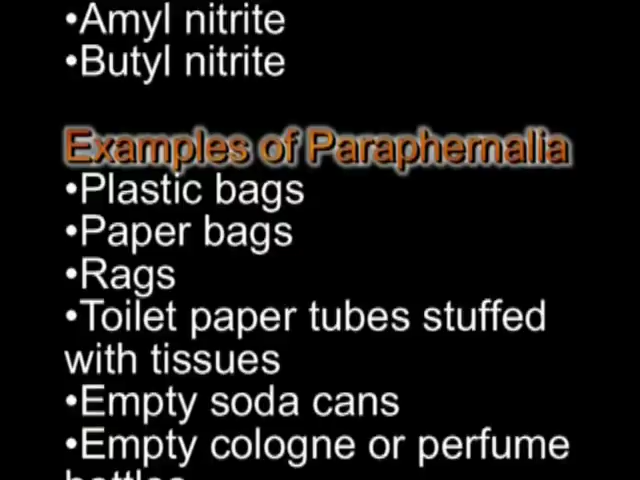 •Amyl nitrite
•Butyl nitrite
Examples of Paraphernalia
•Plastic bags
•Paper bags
•Rags
•Toilet paper tubes stuffed
with tissues
•Empty soda cans
•Empty cologne or perfume
bottles